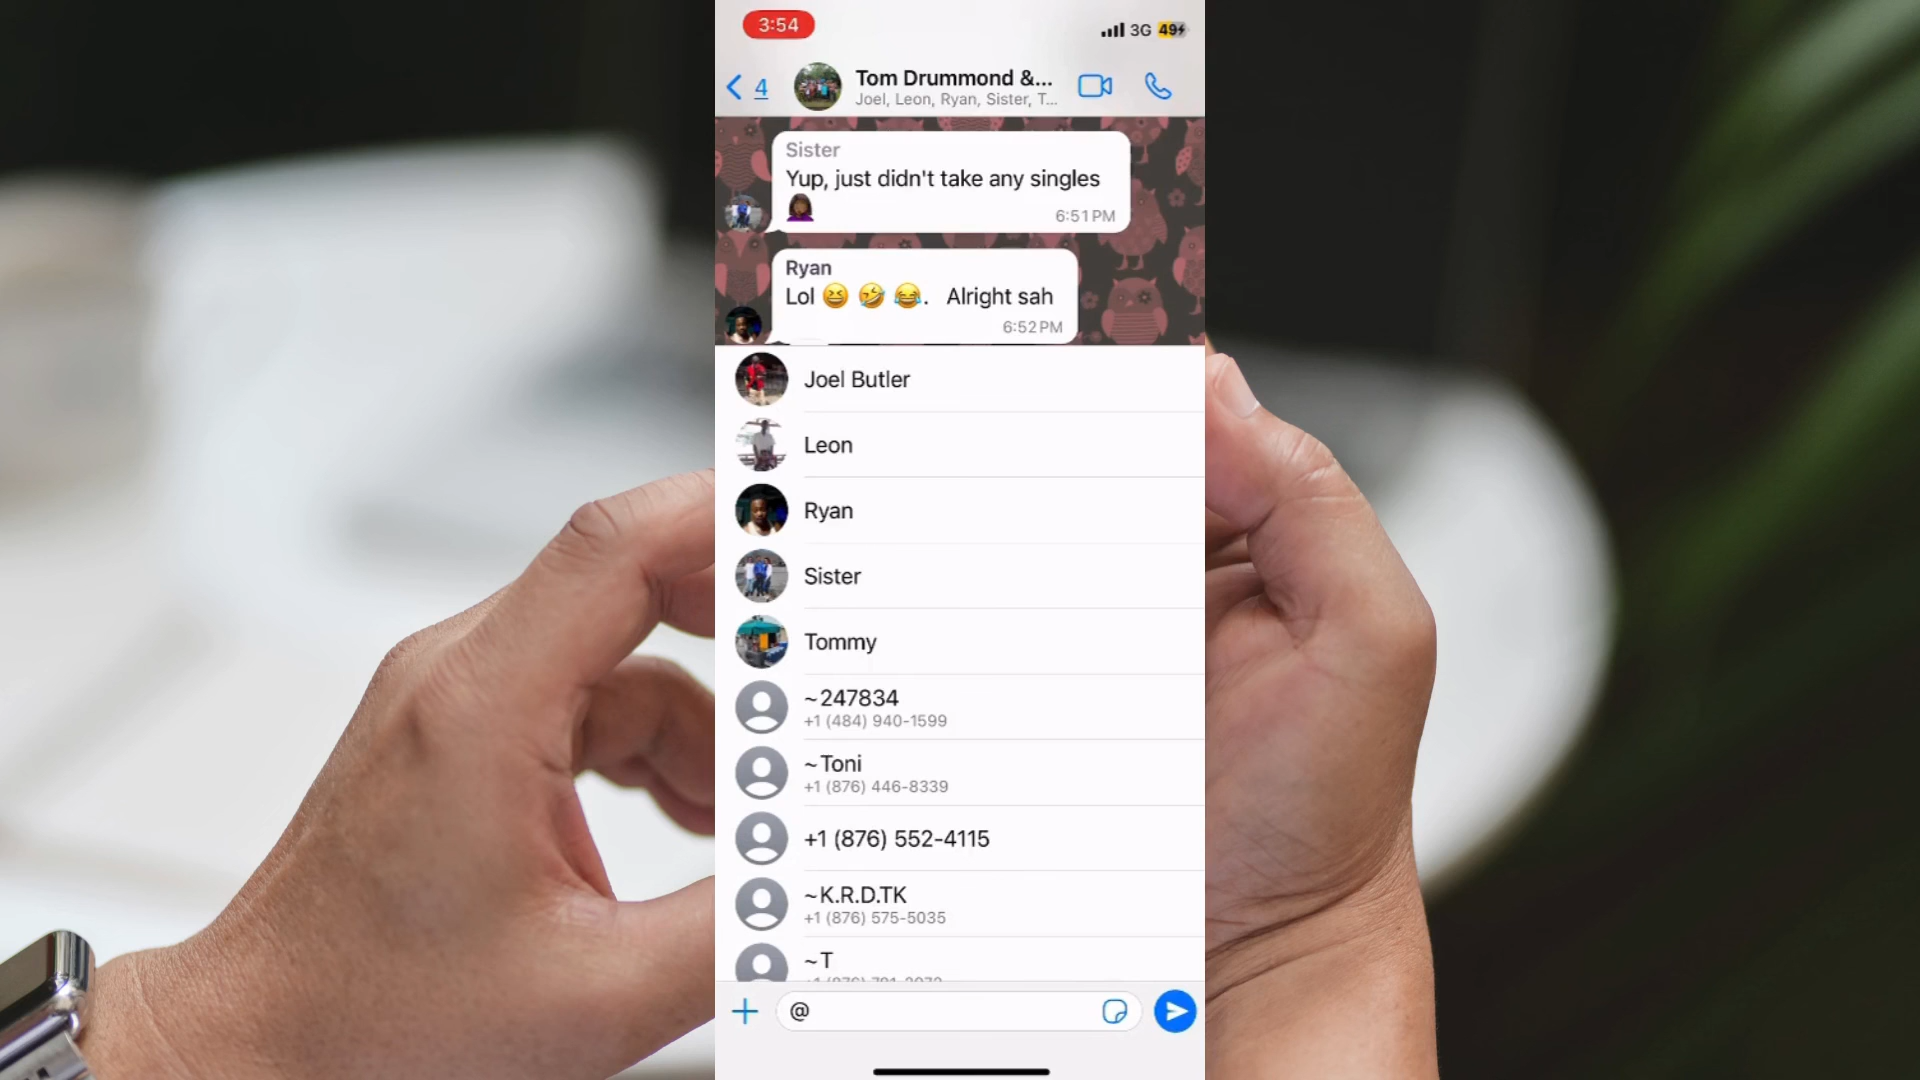 3:54
3G 49
4
Tom Drummond &...
Joel, Leon, Ryan, Sister, T...
Sister
Yup, just didn't take any singles
🤦🏾‍♀️
6:51 PM
Ryan
Lol 😆 🤣 😂. Alright sah
6:52 PM
Joel Butler
Leon
Ryan
Sister
Tommy
~247834
+1 (484) 940-1599
~Toni
+1 (876) 446-8339
+1 (876) 552-4115
~K.R.D.TK
+1 (876) 575-5035
~T
@